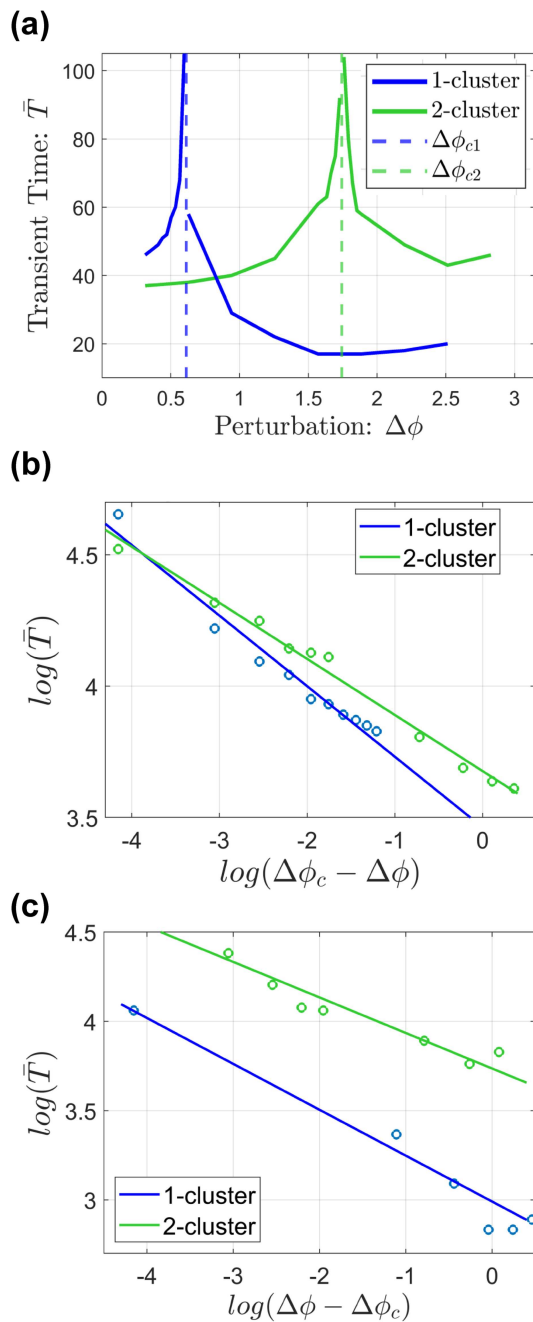 (a)
100
80
60
40
20
Transient Time: T̄
1-cluster
2-cluster
Δϕc1
Δϕc2
0 0.5 1 1.5 2 2.5 3
Perturbation: Δϕ
(b)
4.5
4
3.5
log(T̄)
1-cluster
2-cluster
-4 -3 -2 -1 0
log(Δϕc − Δϕ)
(c)
4.5
4
3.5
3
log(T̄)
1-cluster
2-cluster
-4 -3 -2 -1 0
log(Δϕ − Δϕc)